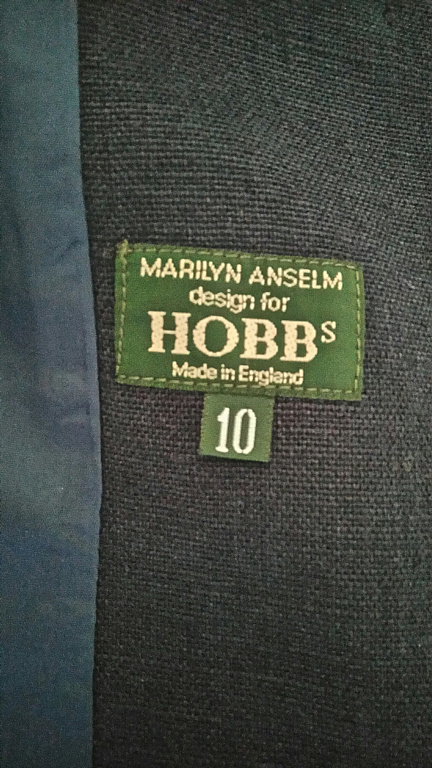 MARILYN ANSELM
design for
HOBBS
Made in England
10